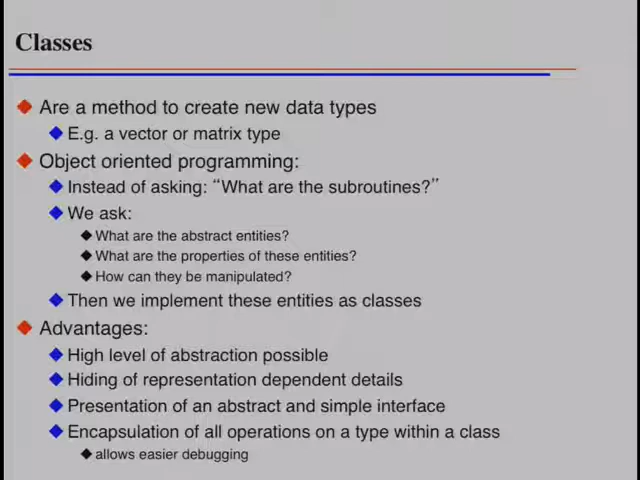 Classes
Are a method to create new data types
E.g. a vector or matrix type
Object oriented programming:
Instead of asking: “What are the subroutines?”
We ask:
What are the abstract entities?
What are the properties of these entities?
How can they be manipulated?
Then we implement these entities as classes
Advantages:
High level of abstraction possible
Hiding of representation dependent details
Presentation of an abstract and simple interface
Encapsulation of all operations on a type within a class
allows easier debugging